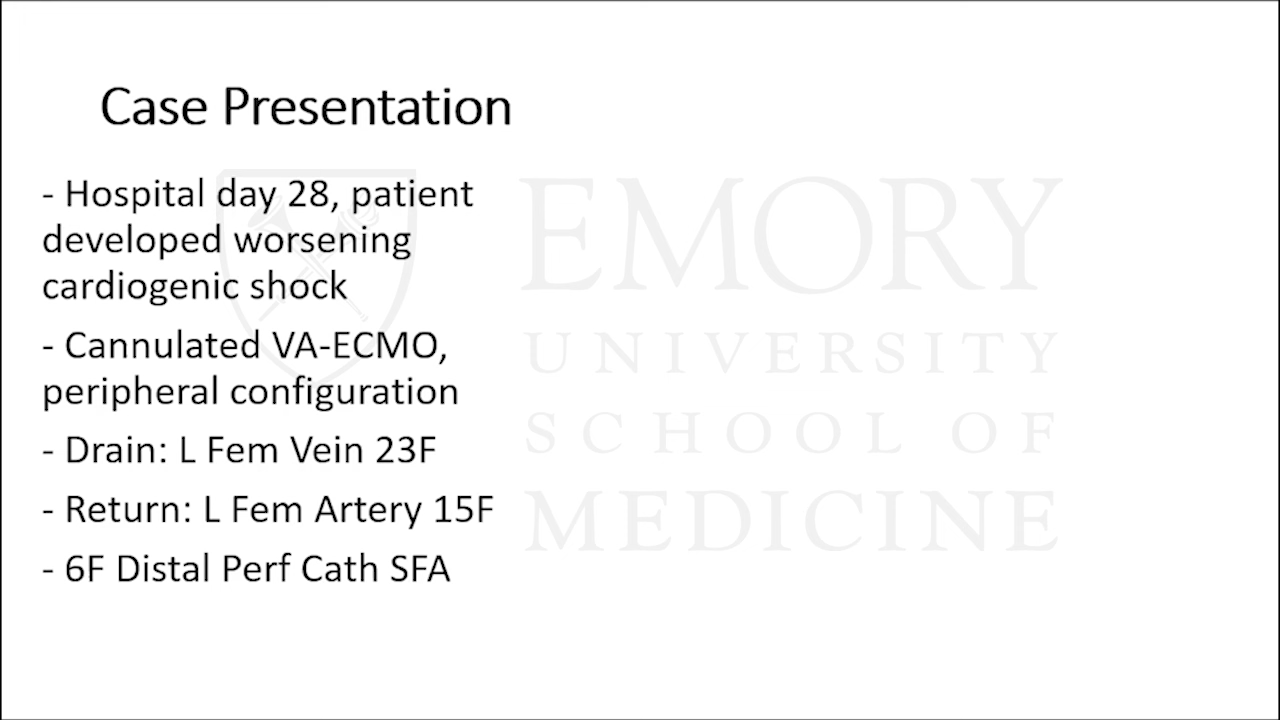 Case Presentation
- Hospital day 28, patient
developed worsening
cardiogenic shock
- Cannulated VA-ECMO,
peripheral configuration
- Drain: L Fem Vein 23F
- Return: L Fem Artery 15F
- 6F Distal Perf Cath SFA
EMORY
UNIVERSITY
SCHOOL OF
MEDICINE